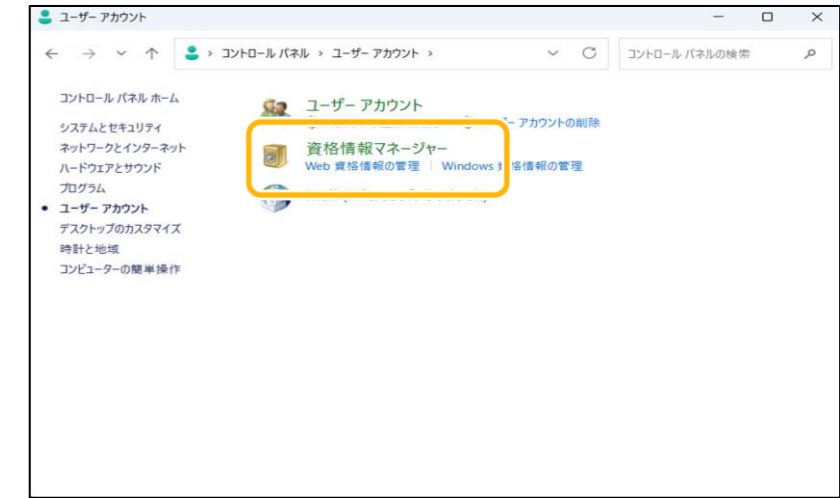 ユーザー アカウント
コントロール パネル › ユーザー アカウント ›
コントロール パネルの検索
コントロール パネル ホーム
システムとセキュリティ
ネットワークとインターネット
ハードウェアとサウンド
プログラム
ユーザー アカウント
デスクトップのカスタマイズ
時計と地域
コンピューターの簡単操作
ユーザー アカウント
アカウントの削除
資格情報マネージャー
Web 資格情報の管理 | Windows 資格情報の管理